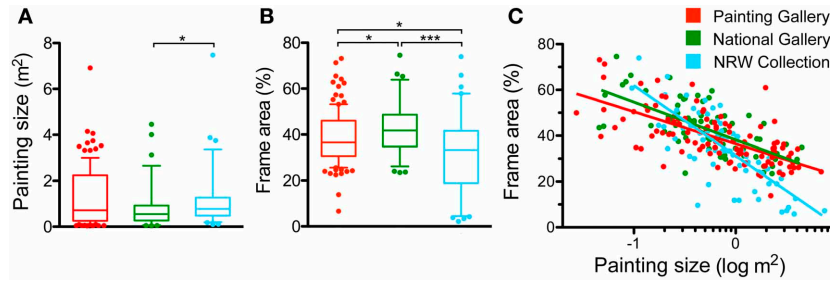 A
Painting size (m²)
8
6
4
2
0
*
B
Frame area (%)
80
60
40
20
0
*
*
***
C
Painting Gallery
National Gallery
NRW Collection
Frame area (%)
80
60
40
20
0
-1
0
Painting size (log m²)